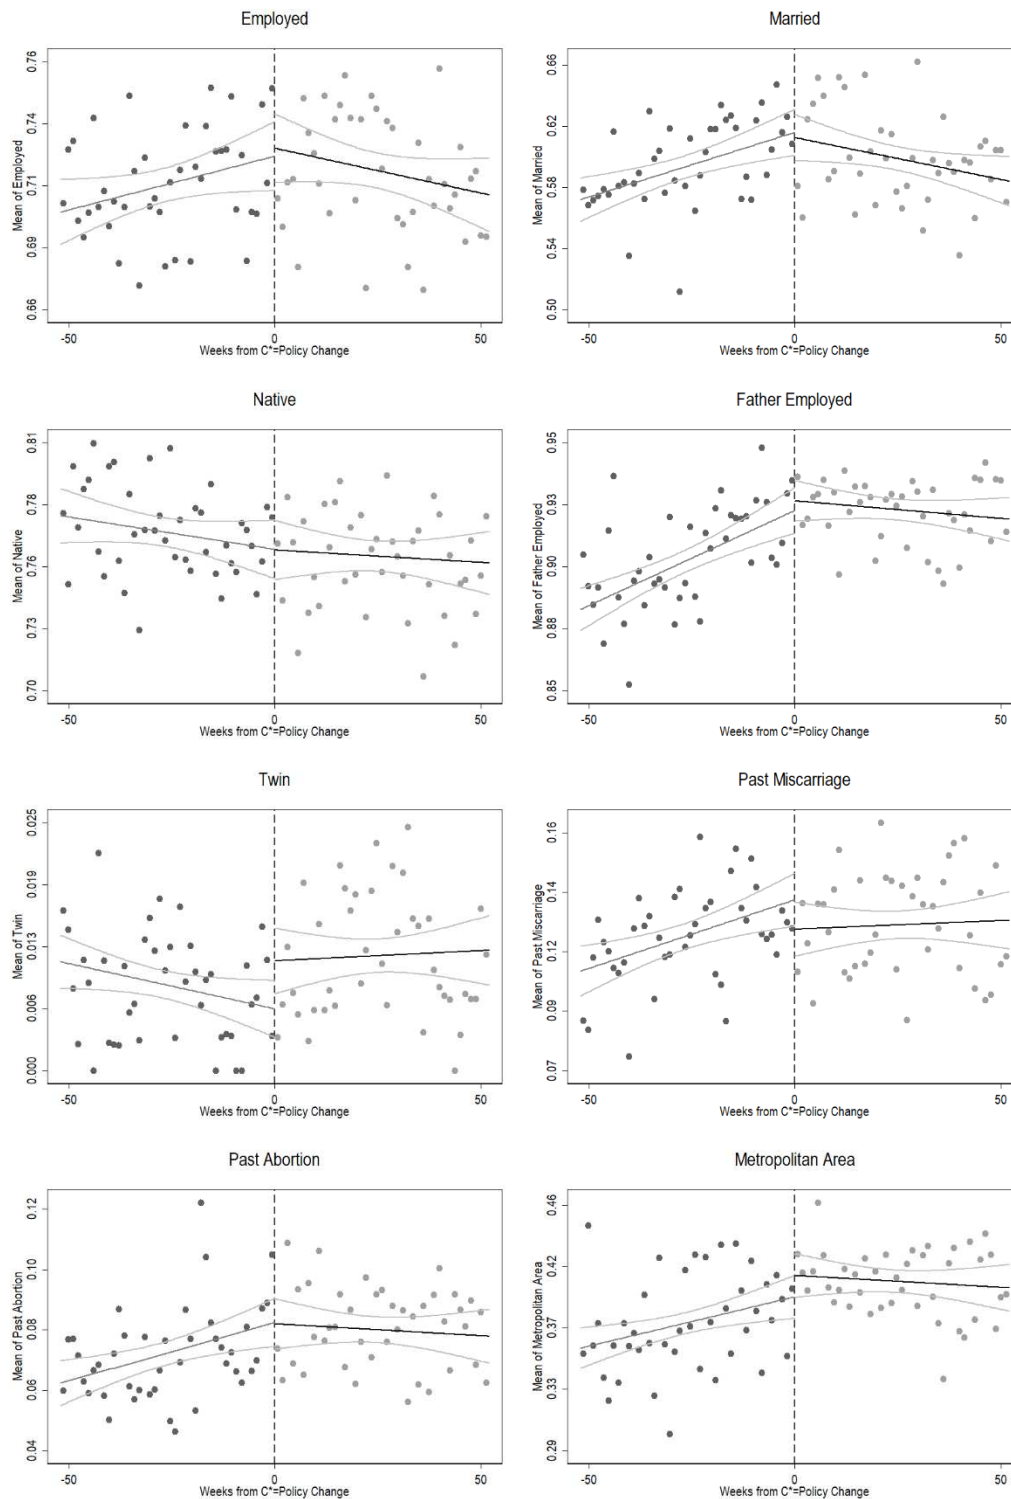 Employed
Mean of Employed
0.76
0.74
0.71
0.69
0.66
-50
0
50
Weeks from C*=Policy Change
Married
Mean of Married
0.66
0.62
0.58
0.54
0.50
-50
0
50
Weeks from C*=Policy Change
Native
Mean of Native
0.81
0.78
0.76
0.73
0.70
-50
0
50
Weeks from C*=Policy Change
Father Employed
Mean of Father Employed
0.95
0.93
0.90
0.88
0.85
-50
0
50
Weeks from C*=Policy Change
Twin
Mean of Twin
0.025
0.019
0.013
0.006
0.000
-50
0
50
Weeks from C*=Policy Change
Past Miscarriage
Mean of Past Miscarriage
0.16
0.14
0.12
0.09
0.07
-50
0
50
Weeks from C*=Policy Change
Past Abortion
Mean of Past Abortion
0.12
0.10
0.08
0.06
0.04
-50
0
50
Weeks from C*=Policy Change
Metropolitan Area
Mean of Metropolitan Area
0.46
0.42
0.37
0.33
0.29
-50
0
50
Weeks from C*=Policy Change